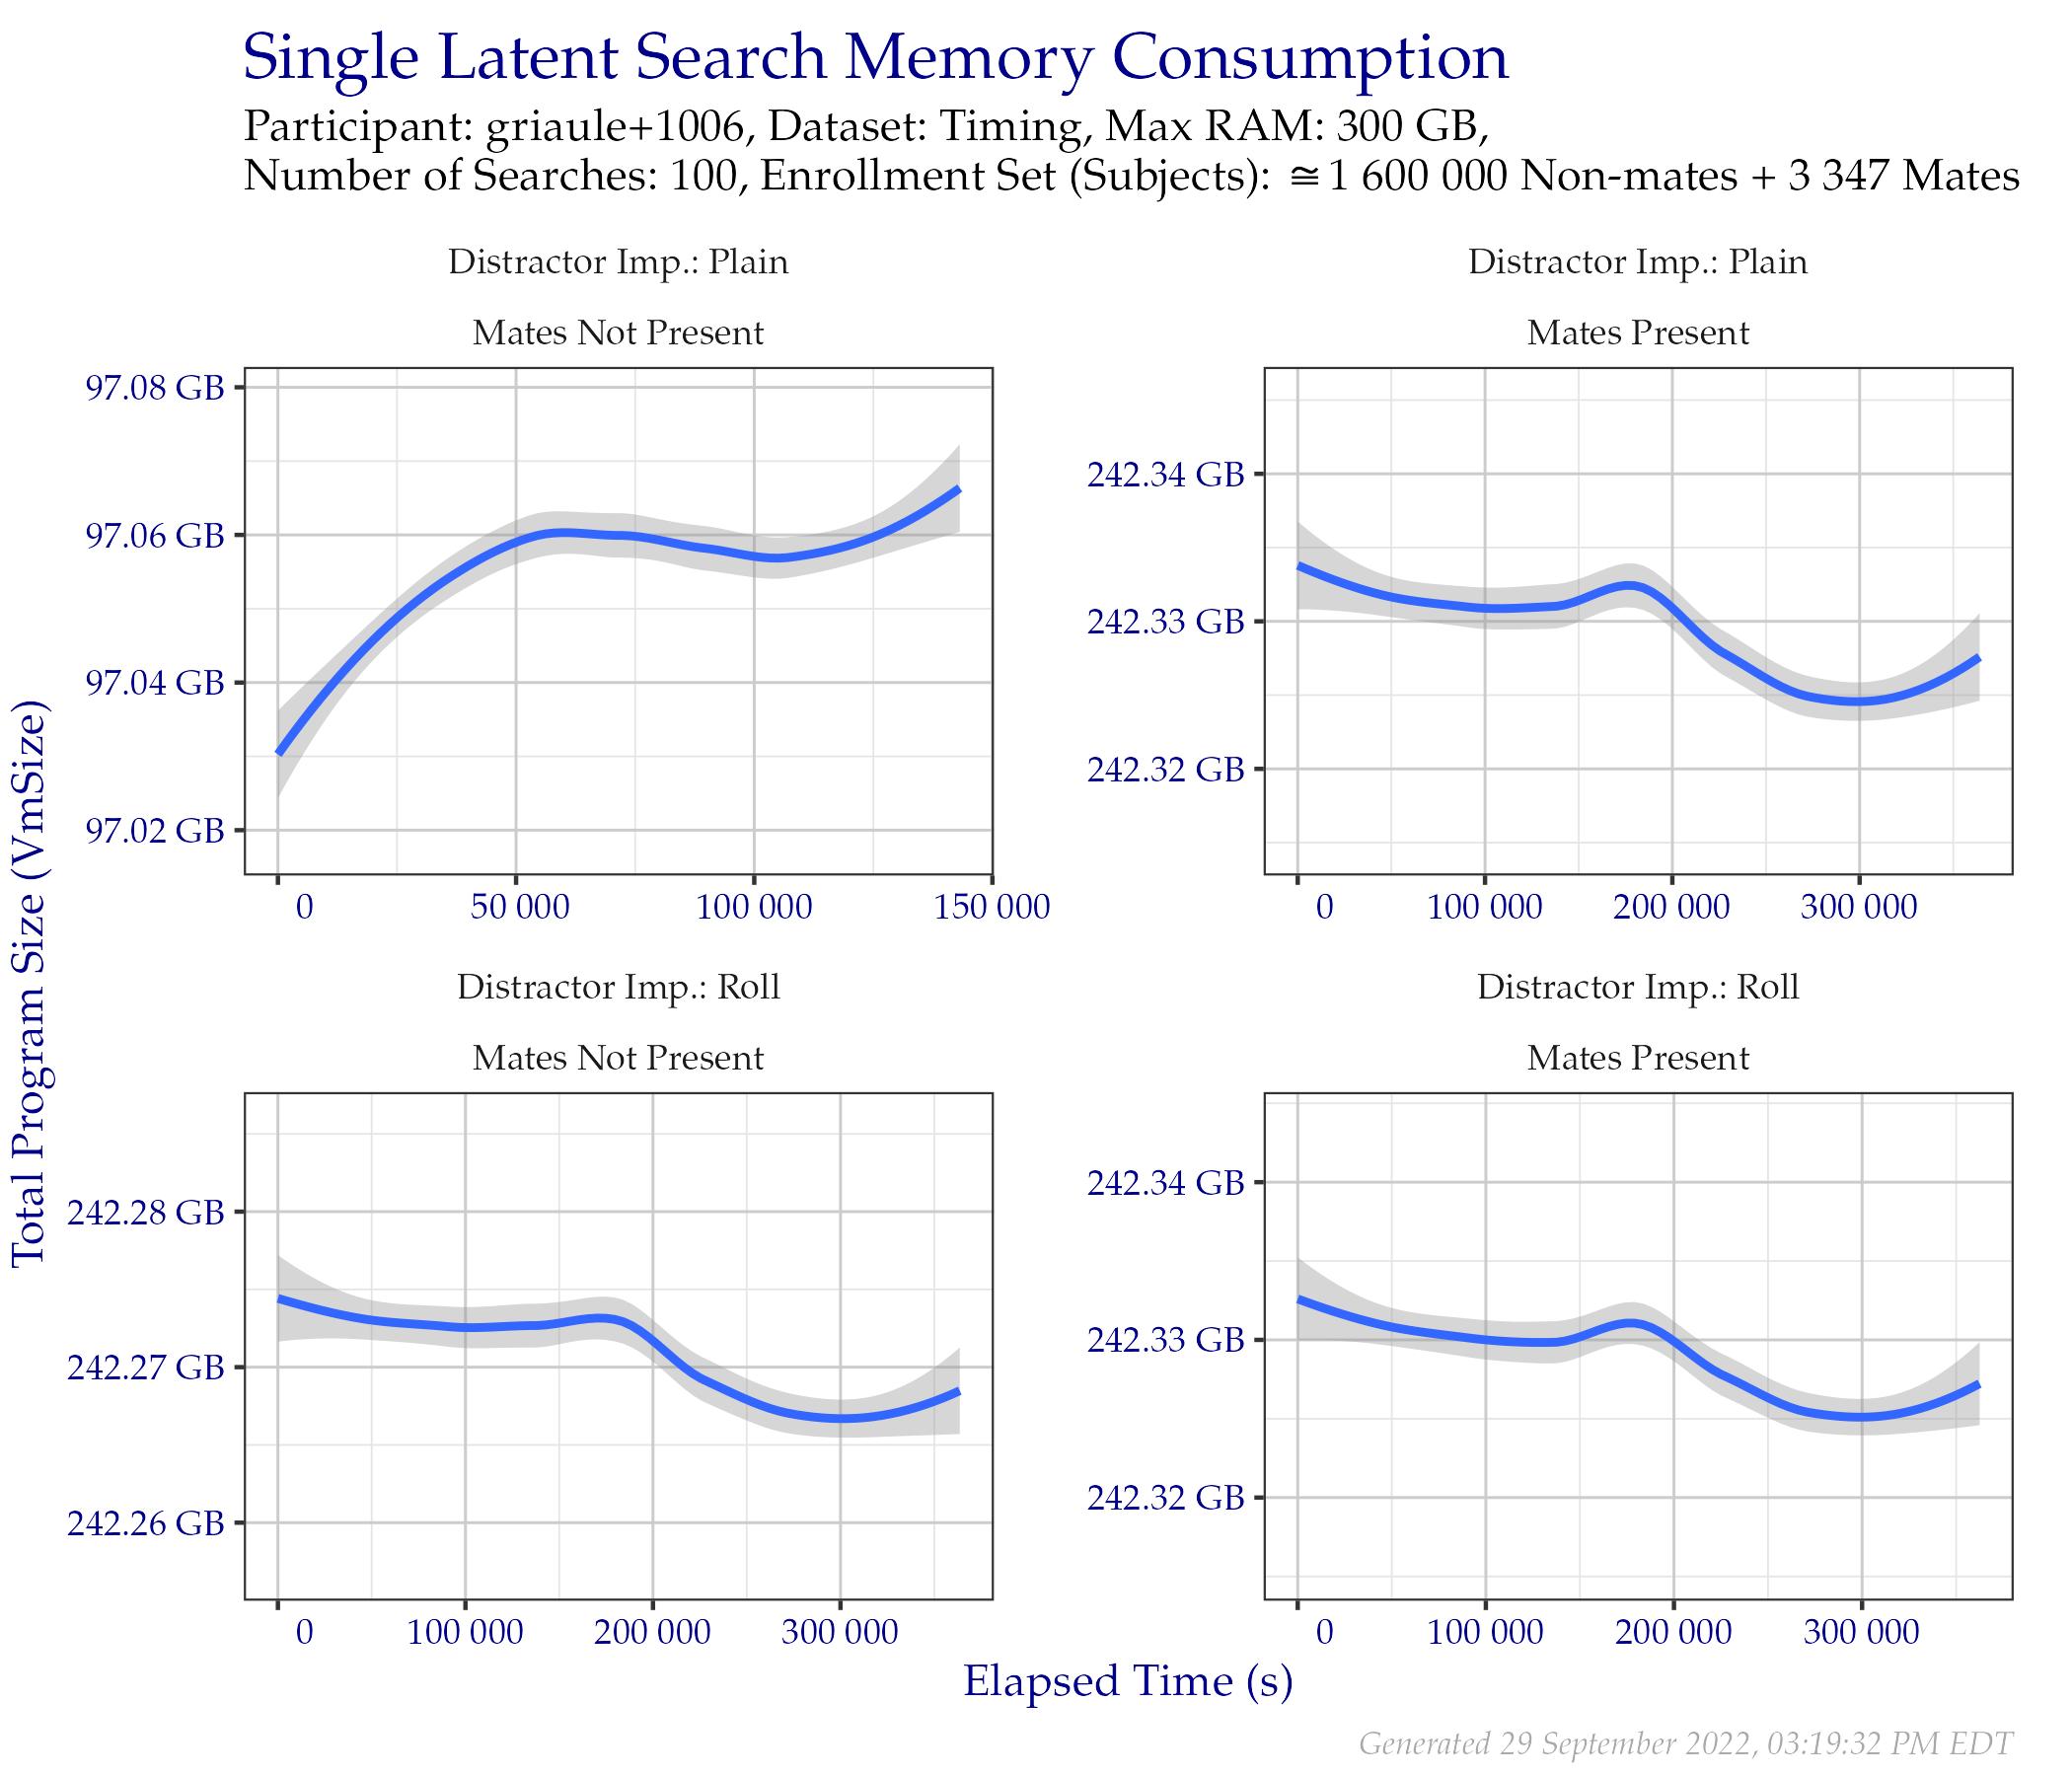 Single Latent Search Memory Consumption
Participant: griaule+1006, Dataset: Timing, Max RAM: 300 GB,
Number of Searches: 100, Enrollment Set (Subjects): ≅ 1 600 000 Non-mates + 3 347 Mates
Total Program Size (VmSize)
Distractor Imp.: Plain
Mates Not Present
97.08 GB
97.06 GB
97.04 GB
97.02 GB
0 50 000 100 000 150 000
Distractor Imp.: Plain
Mates Present
242.34 GB
242.33 GB
242.32 GB
0 100 000 200 000 300 000
Distractor Imp.: Roll
Mates Not Present
242.28 GB
242.27 GB
242.26 GB
0 100 000 200 000 300 000
Distractor Imp.: Roll
Mates Present
242.34 GB
242.33 GB
242.32 GB
0 100 000 200 000 300 000
Elapsed Time (s)
Generated 29 September 2022, 03:19:32 PM EDT